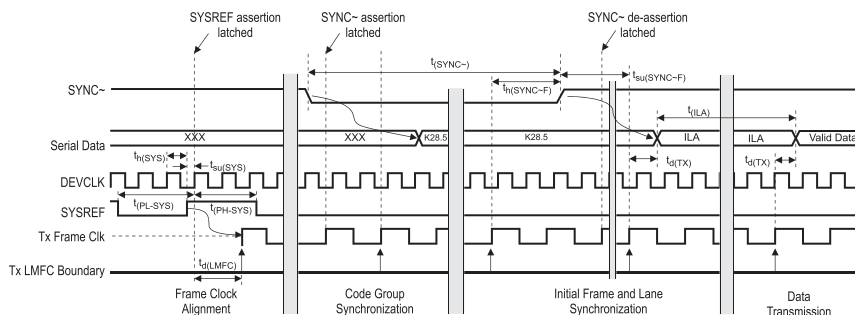 SYSREF assertion
latched
SYNC~ assertion
latched
SYNC~ de-assertion
latched
t(SYNC~)
th(SYNC~F)
tsu(SYNC~F)
SYNC~
t(ILA)
Serial Data
XXX
XXX
K28.5
K28.5
ILA
ILA
Valid Data
th(SYS)
tsu(SYS)
td(TX)
td(TX)
DEVCLK
t(PL-SYS)
t(PH-SYS)
SYSREF
Tx Frame Clk
td(LMFC)
Tx LMFC Boundary
Frame Clock
Alignment
Code Group
Synchronization
Initial Frame and Lane
Synchronization
Data
Transmission